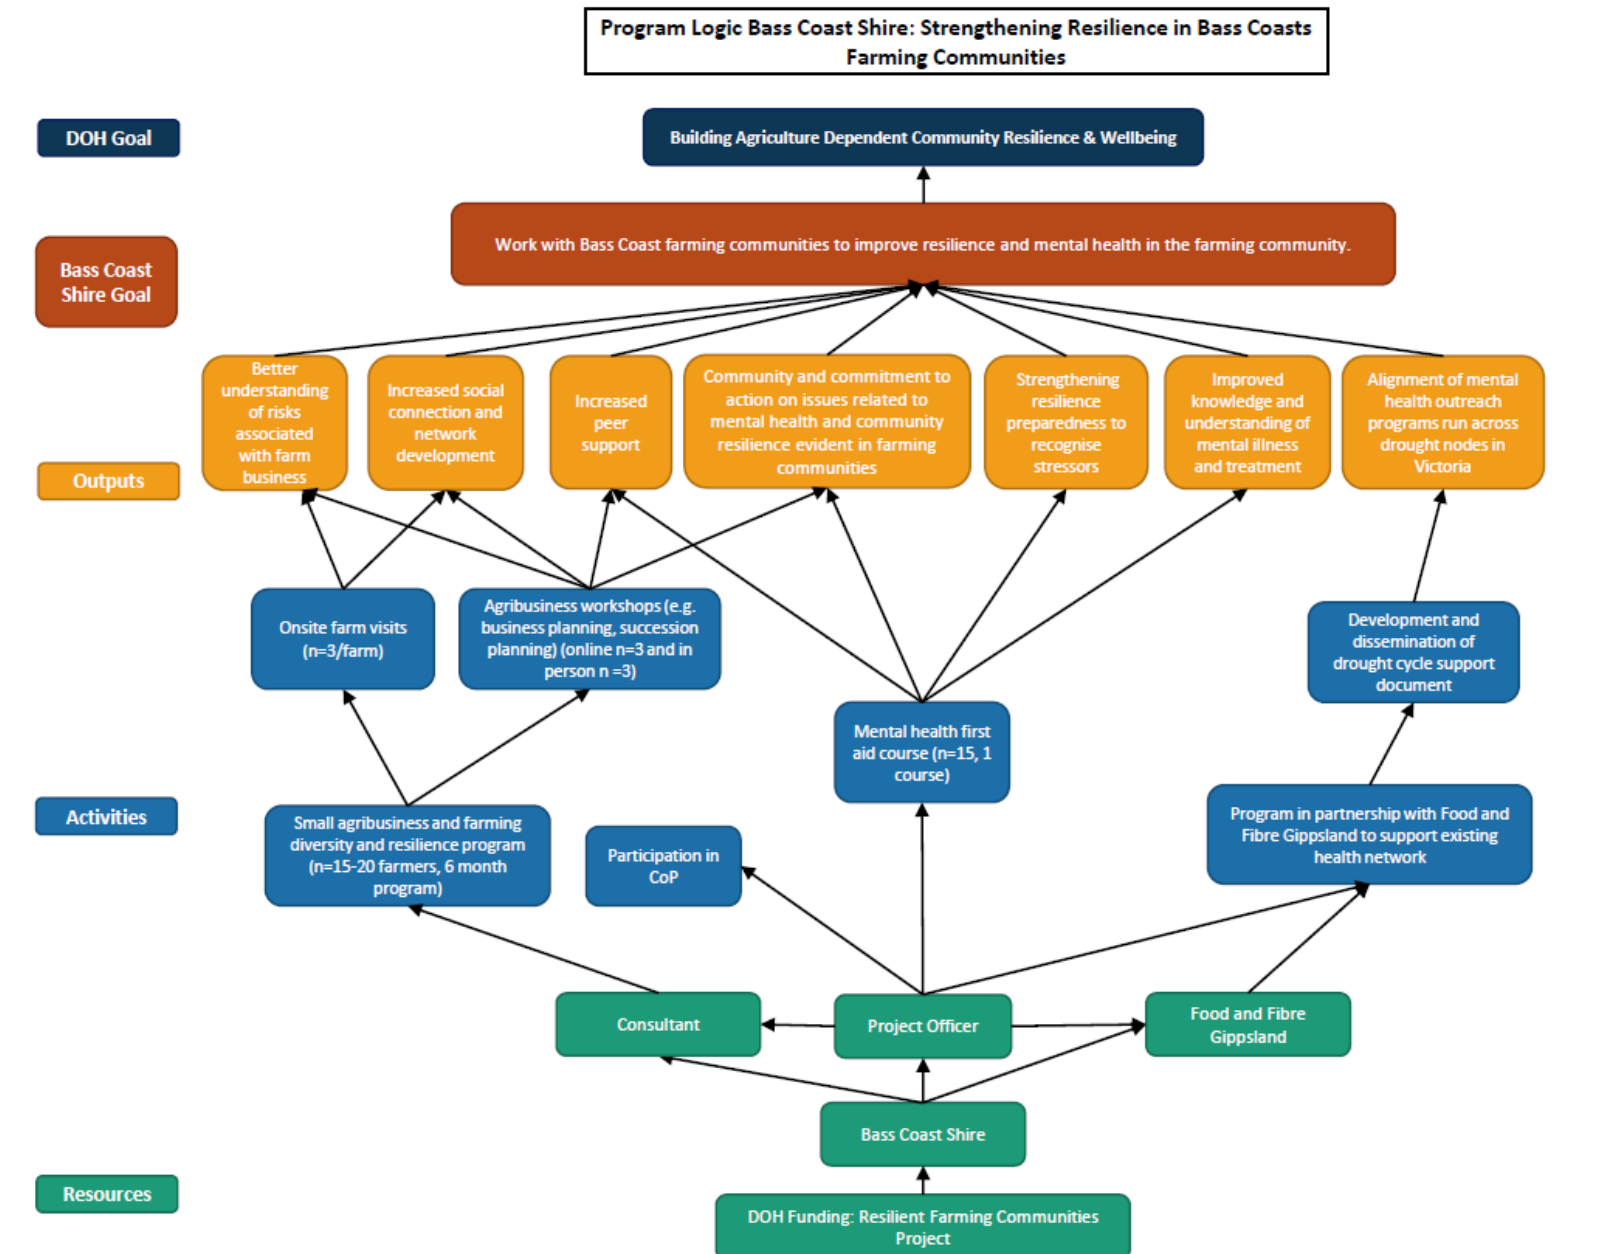 Program Logic Bass Coast Shire: Strengthening Resilience in Bass Coasts
Farming Communities
DOH Goal
Building Agriculture Dependent Community Resilience & Wellbeing
Bass Coast
Shire Goal
Work with Bass Coast farming communities to improve resilience and mental health in the farming community.
Outputs
Better
understanding
of risks
associated
with farm
business
Increased social
connection and
network
development
Increased
peer
support
Community and commitment to
action on issues related to
mental health and community
resilience evident in farming
communities
Strengthening
resilience
preparedness to
recognise
stressors
Improved
knowledge and
understanding of
mental illness
and treatment
Alignment of mental
health outreach
programs run across
drought nodes in
Victoria
Onsite farm visits
(n=3/farm)
Agribusiness workshops (e.g.
business planning, succession
planning) (online n=3 and in
person n =3)
Development and
dissemination of
drought cycle support
document
Mental health first
aid course (n=15, 1
course)
Activities
Small agribusiness and farming
diversity and resilience program
(n=15-20 farmers, 6 month
program)
Participation in
CoP
Program in partnership with Food and
Fibre Gippsland to support existing
health network
Consultant
Project Officer
Food and Fibre
Gippsland
Bass Coast Shire
Resources
DOH Funding: Resilient Farming Communities
Project